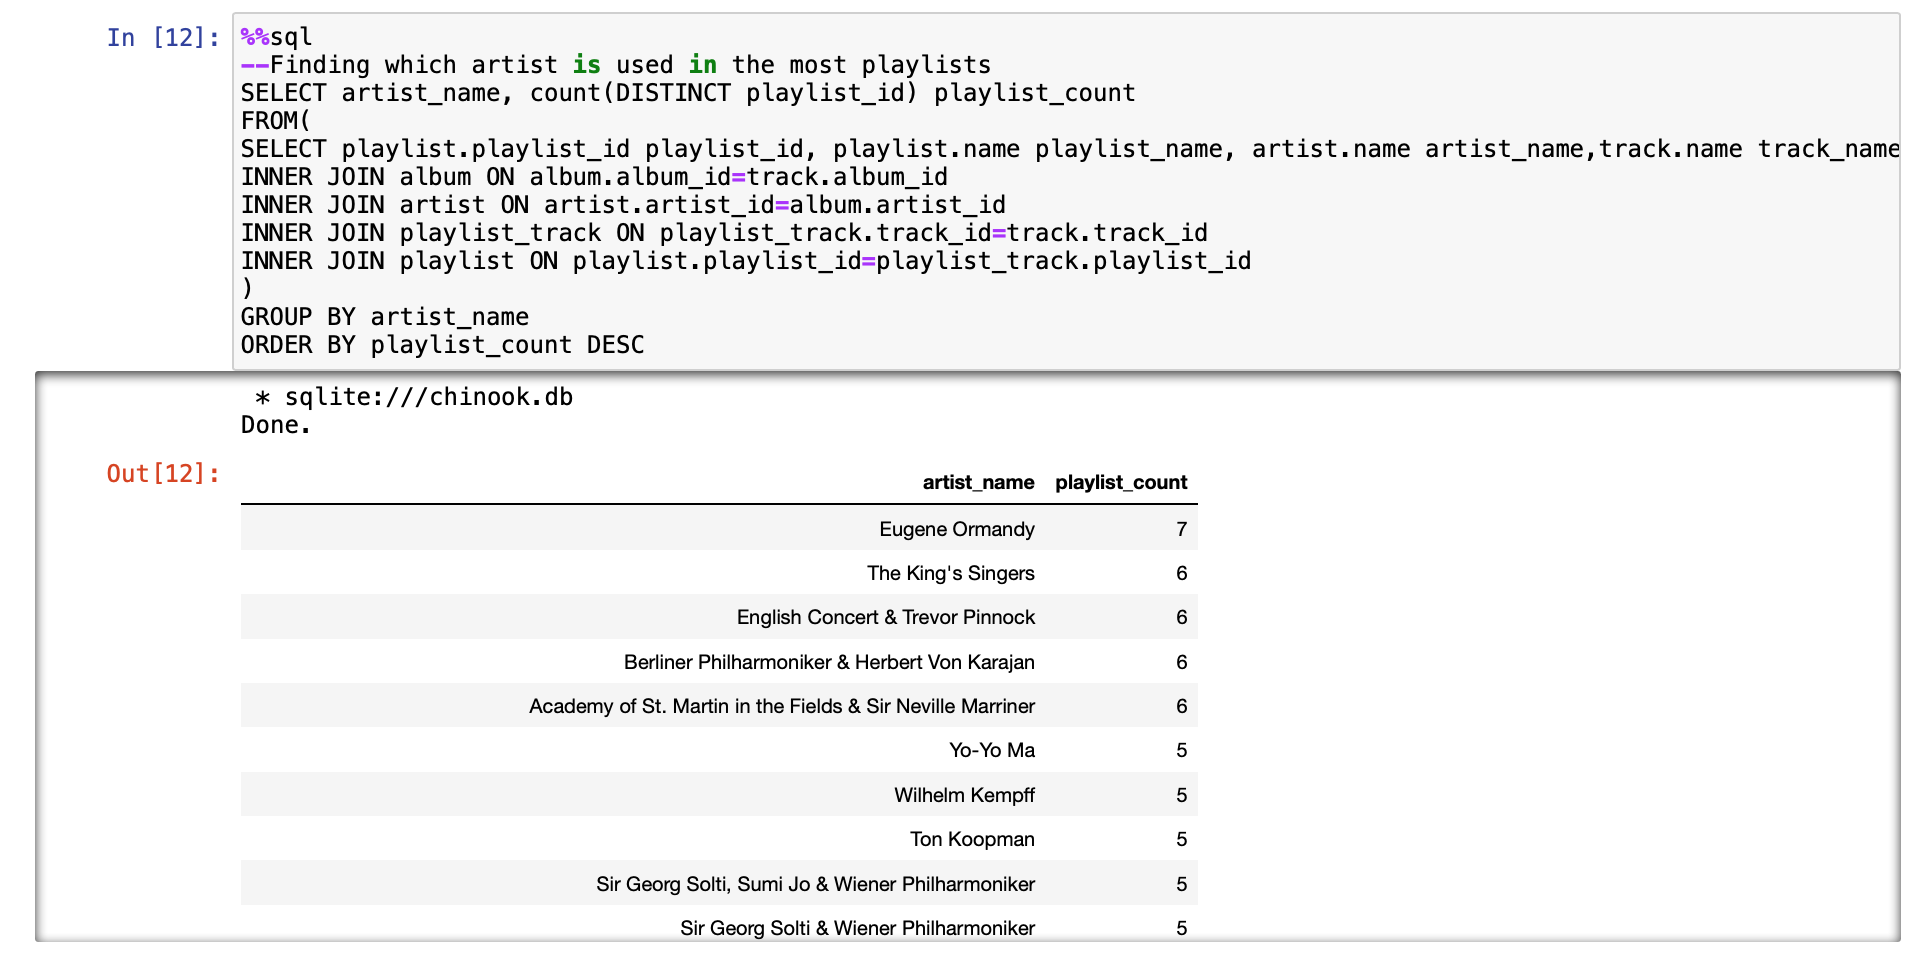 In [12]:
%%sql
--Finding which artist is used in the most playlists
SELECT artist_name, count(DISTINCT playlist_id) playlist_count
FROM(
SELECT playlist.playlist_id playlist_id, playlist.name playlist_name, artist.name artist_name,track.name track_name
INNER JOIN album ON album.album_id=track.album_id
INNER JOIN artist ON artist.artist_id=album.artist_id
INNER JOIN playlist_track ON playlist_track.track_id=track.track_id
INNER JOIN playlist ON playlist.playlist_id=playlist_track.playlist_id
)
GROUP BY artist_name
ORDER BY playlist_count DESC
* sqlite:///chinook.db
Done.
Out[12]:
artist_name playlist_count
Eugene Ormandy 7
The King's Singers 6
English Concert & Trevor Pinnock 6
Berliner Philharmoniker & Herbert Von Karajan 6
Academy of St. Martin in the Fields & Sir Neville Marriner 6
Yo-Yo Ma 5
Wilhelm Kempff 5
Ton Koopman 5
Sir Georg Solti, Sumi Jo & Wiener Philharmoniker 5
Sir Georg Solti & Wiener Philharmoniker 5